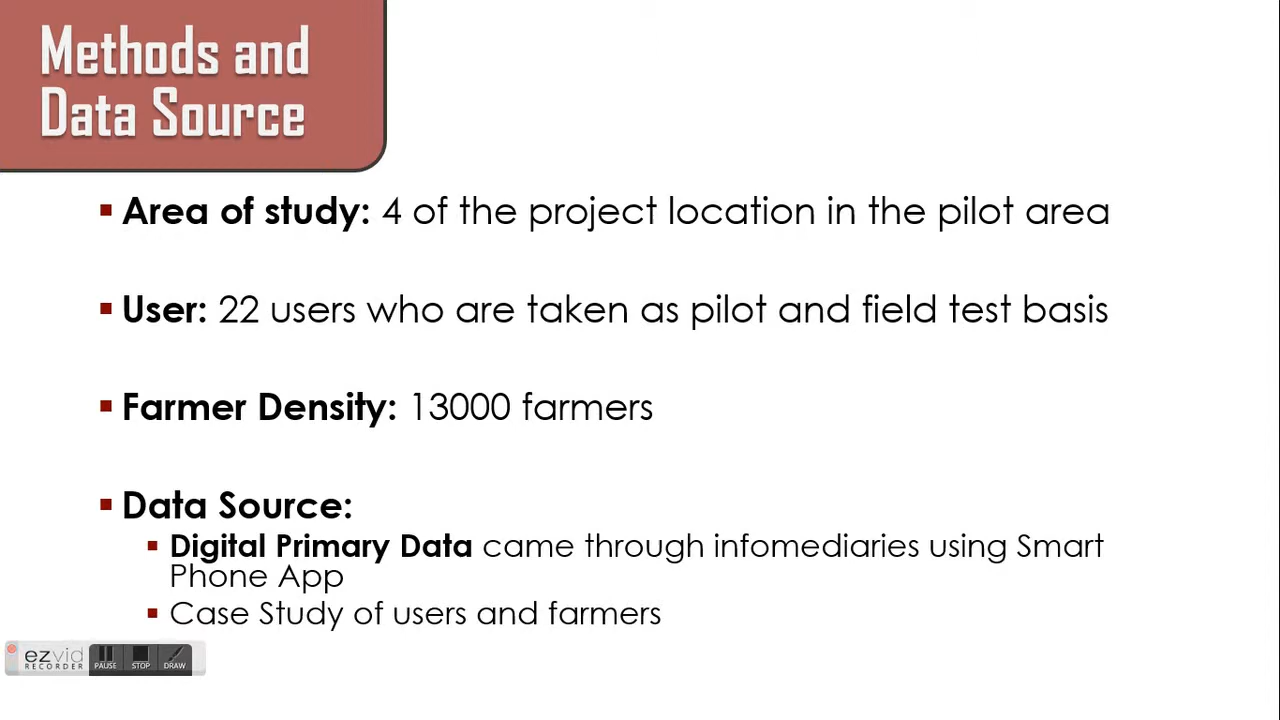 Methods and
Data Source
Area of study: 4 of the project location in the pilot area
User: 22 users who are taken as pilot and field test basis
Farmer Density: 13000 farmers
Data Source:
Digital Primary Data came through infomediaries using Smart
Phone App
Case Study of users and farmers
ezvid
RECORDER
PAUSE STOP DRAW